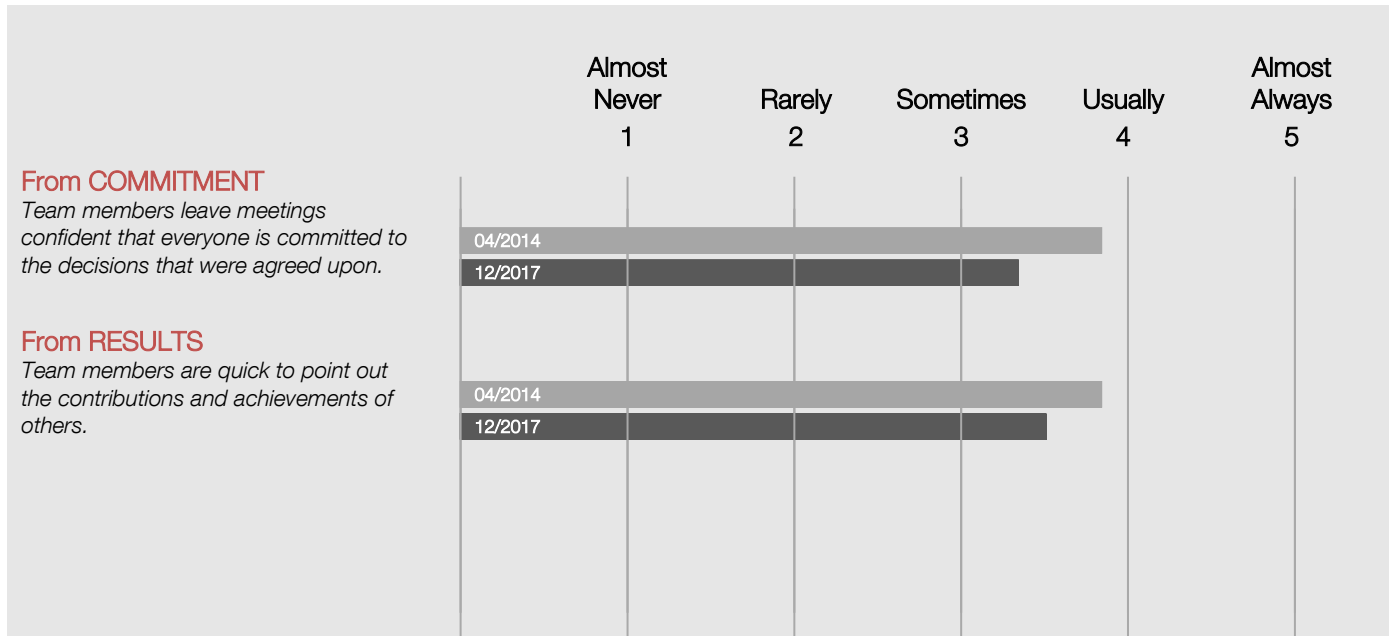 Almost
Never
Rarely
Sometimes
Usually
Almost
Always
1
2
3
4
5
From COMMITMENT
Team members leave meetings
confident that everyone is committed to
the decisions that were agreed upon.
04/2014
12/2017
From RESULTS
Team members are quick to point out
the contributions and achievements of
others.
04/2014
12/2017